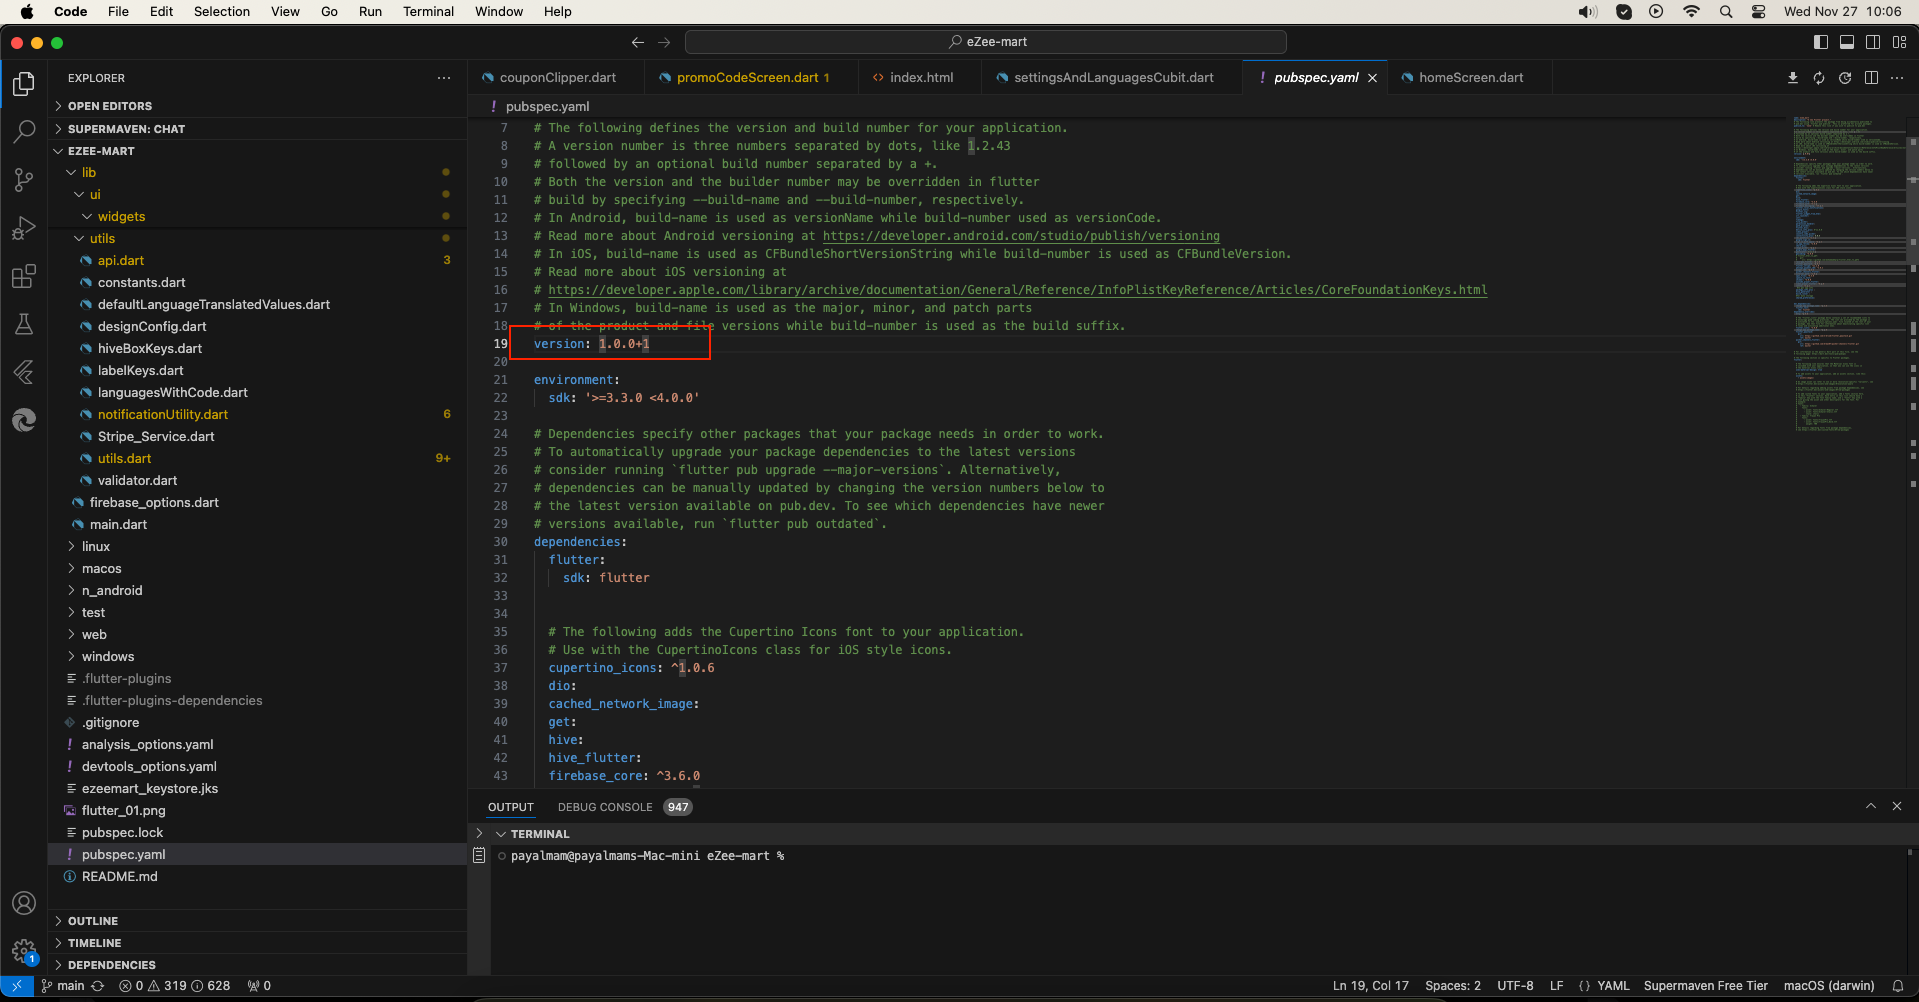 Code File Edit Selection View Go Run Terminal Window Help Wed Nov 27 10:06
eZee-mart
EXPLORER
OPEN EDITORS
SUPERMAVEN: CHAT
EZEE-MART
lib
ui
widgets
utils
api.dart 3
constants.dart
defaultLanguageTranslatedValues.dart
designConfig.dart
hiveBoxKeys.dart
labelKeys.dart
languagesWithCode.dart
notificationUtility.dart 6
Stripe_Service.dart
utils.dart 9+
validator.dart
firebase_options.dart
main.dart
linux
macos
n_android
test
web
windows
.flutter-plugins
.flutter-plugins-dependencies
.gitignore
analysis_options.yaml
devtools_options.yaml
ezeemart_keystore.jks
flutter_01.png
pubspec.lock
pubspec.yaml
README.md
OUTLINE
TIMELINE
DEPENDENCIES
1
couponClipper.dart promoCodeScreen.dart 1 index.html settingsAndLanguagesCubit.dart pubspec.yaml homeScreen.dart
pubspec.yaml
7 # The following defines the version and build number for your application.
8 # A version number is three numbers separated by dots, like 1.2.43
9 # followed by an optional build number separated by a +.
10 # Both the version and the builder number may be overridden in flutter
11 # build by specifying --build-name and --build-number, respectively.
12 # In Android, build-name is used as versionName while build-number used as versionCode.
13 # Read more about Android versioning at https://developer.android.com/studio/publish/versioning
14 # In iOS, build-name is used as CFBundleShortVersionString while build-number is used as CFBundleVersion.
15 # Read more about iOS versioning at
16 # https://developer.apple.com/library/archive/documentation/General/Reference/InfoPlistKeyReference/Articles/CoreFoundationKeys.html
17 # In Windows, build-name is used as the major, minor, and patch parts
18 # of the product and file versions while build-number is used as the build suffix.
19 version: 1.0.0+1
20
21 environment:
22 sdk: '>=3.3.0 <4.0.0'
23
24 # Dependencies specify other packages that your package needs in order to work.
25 # To automatically upgrade your package dependencies to the latest versions
26 # consider running `flutter pub upgrade --major-versions`. Alternatively,
27 # dependencies can be manually updated by changing the version numbers below to
28 # the latest version available on pub.dev. To see which dependencies have newer
29 # versions available, run `flutter pub outdated`.
30 dependencies:
31 flutter:
32 sdk: flutter
33
34
35 # The following adds the Cupertino Icons font to your application.
36 # Use with the CupertinoIcons class for iOS style icons.
37 cupertino_icons: ^1.0.6
38 dio:
39 cached_network_image:
40 get:
41 hive:
42 hive_flutter:
43 firebase_core: ^3.6.0
OUTPUT DEBUG CONSOLE 947
TERMINAL
payalmam@payalmams-Mac-mini eZee-mart %
main 0 319 628 0 Ln 19, Col 17 Spaces: 2 UTF-8 LF {} YAML Supermaven Free Tier macOS (darwin)